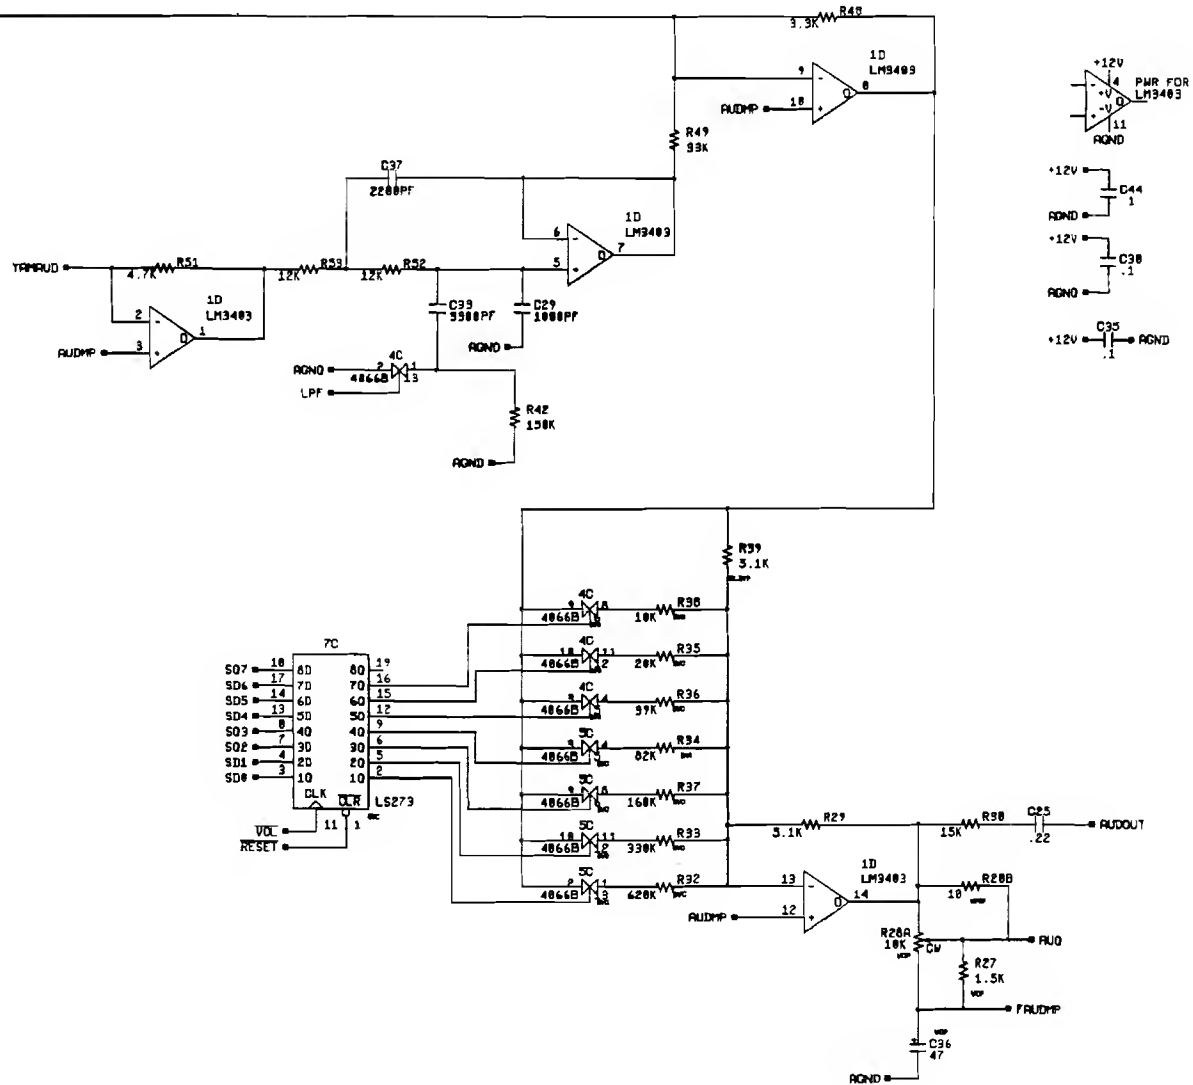 R48
3.3K
1D
LM3403
9
8
-
+
Q
AUDMP
10
+12V
4
PWR FOR
LM3403
-
+V
-V
Q
+
11
AGND
R49
33K
C37
2200PF
+12V
C44
.1
AGND
1D
LM3403
6
7
-
5
+
Q
+12V
C30
.1
AGND
YAMAUD
R51
4.7K
R53
12K
R52
12K
1D
LM3403
2
-
1
Q
AUDMP
3
+
C33
3300PF
C29
1000PF
AGND
C35
+12V
AGND
.1
4C
AGND
2
1
4066B
13
LPF
R42
150K
AGND
R39
5.1K
4C
9
8
R38
4066B
6
10K
7C
4C
10
11
R35
4066B
12
20K
SD7
18
8D
8Q
19
SD6
17
7D
7Q
16
SD5
14
6D
6Q
15
SD4
13
5D
5Q
12
SD3
8
4D
4Q
9
SD2
7
3D
3Q
6
SD1
4
2D
2Q
5
SD0
3
1D
1Q
2
CLK
CLR
LS273
VOL
11
1
RESET
4C
R36
4066B
39K
5C
4
R34
4066B
82K
5C
9
8
R37
4066B
6
160K
5C
10
11
R33
4066B
12
330K
5C
2
1
R32
4066B
13
620K
R29
5.1K
R30
15K
C25
.22
AUDOUT
1D
LM3403
13
-
14
Q
AUDMP
12
+
R28B
10
R28A
10K
CW
AUD
R27
1.5K
FAUDMP
C36
47
AGND